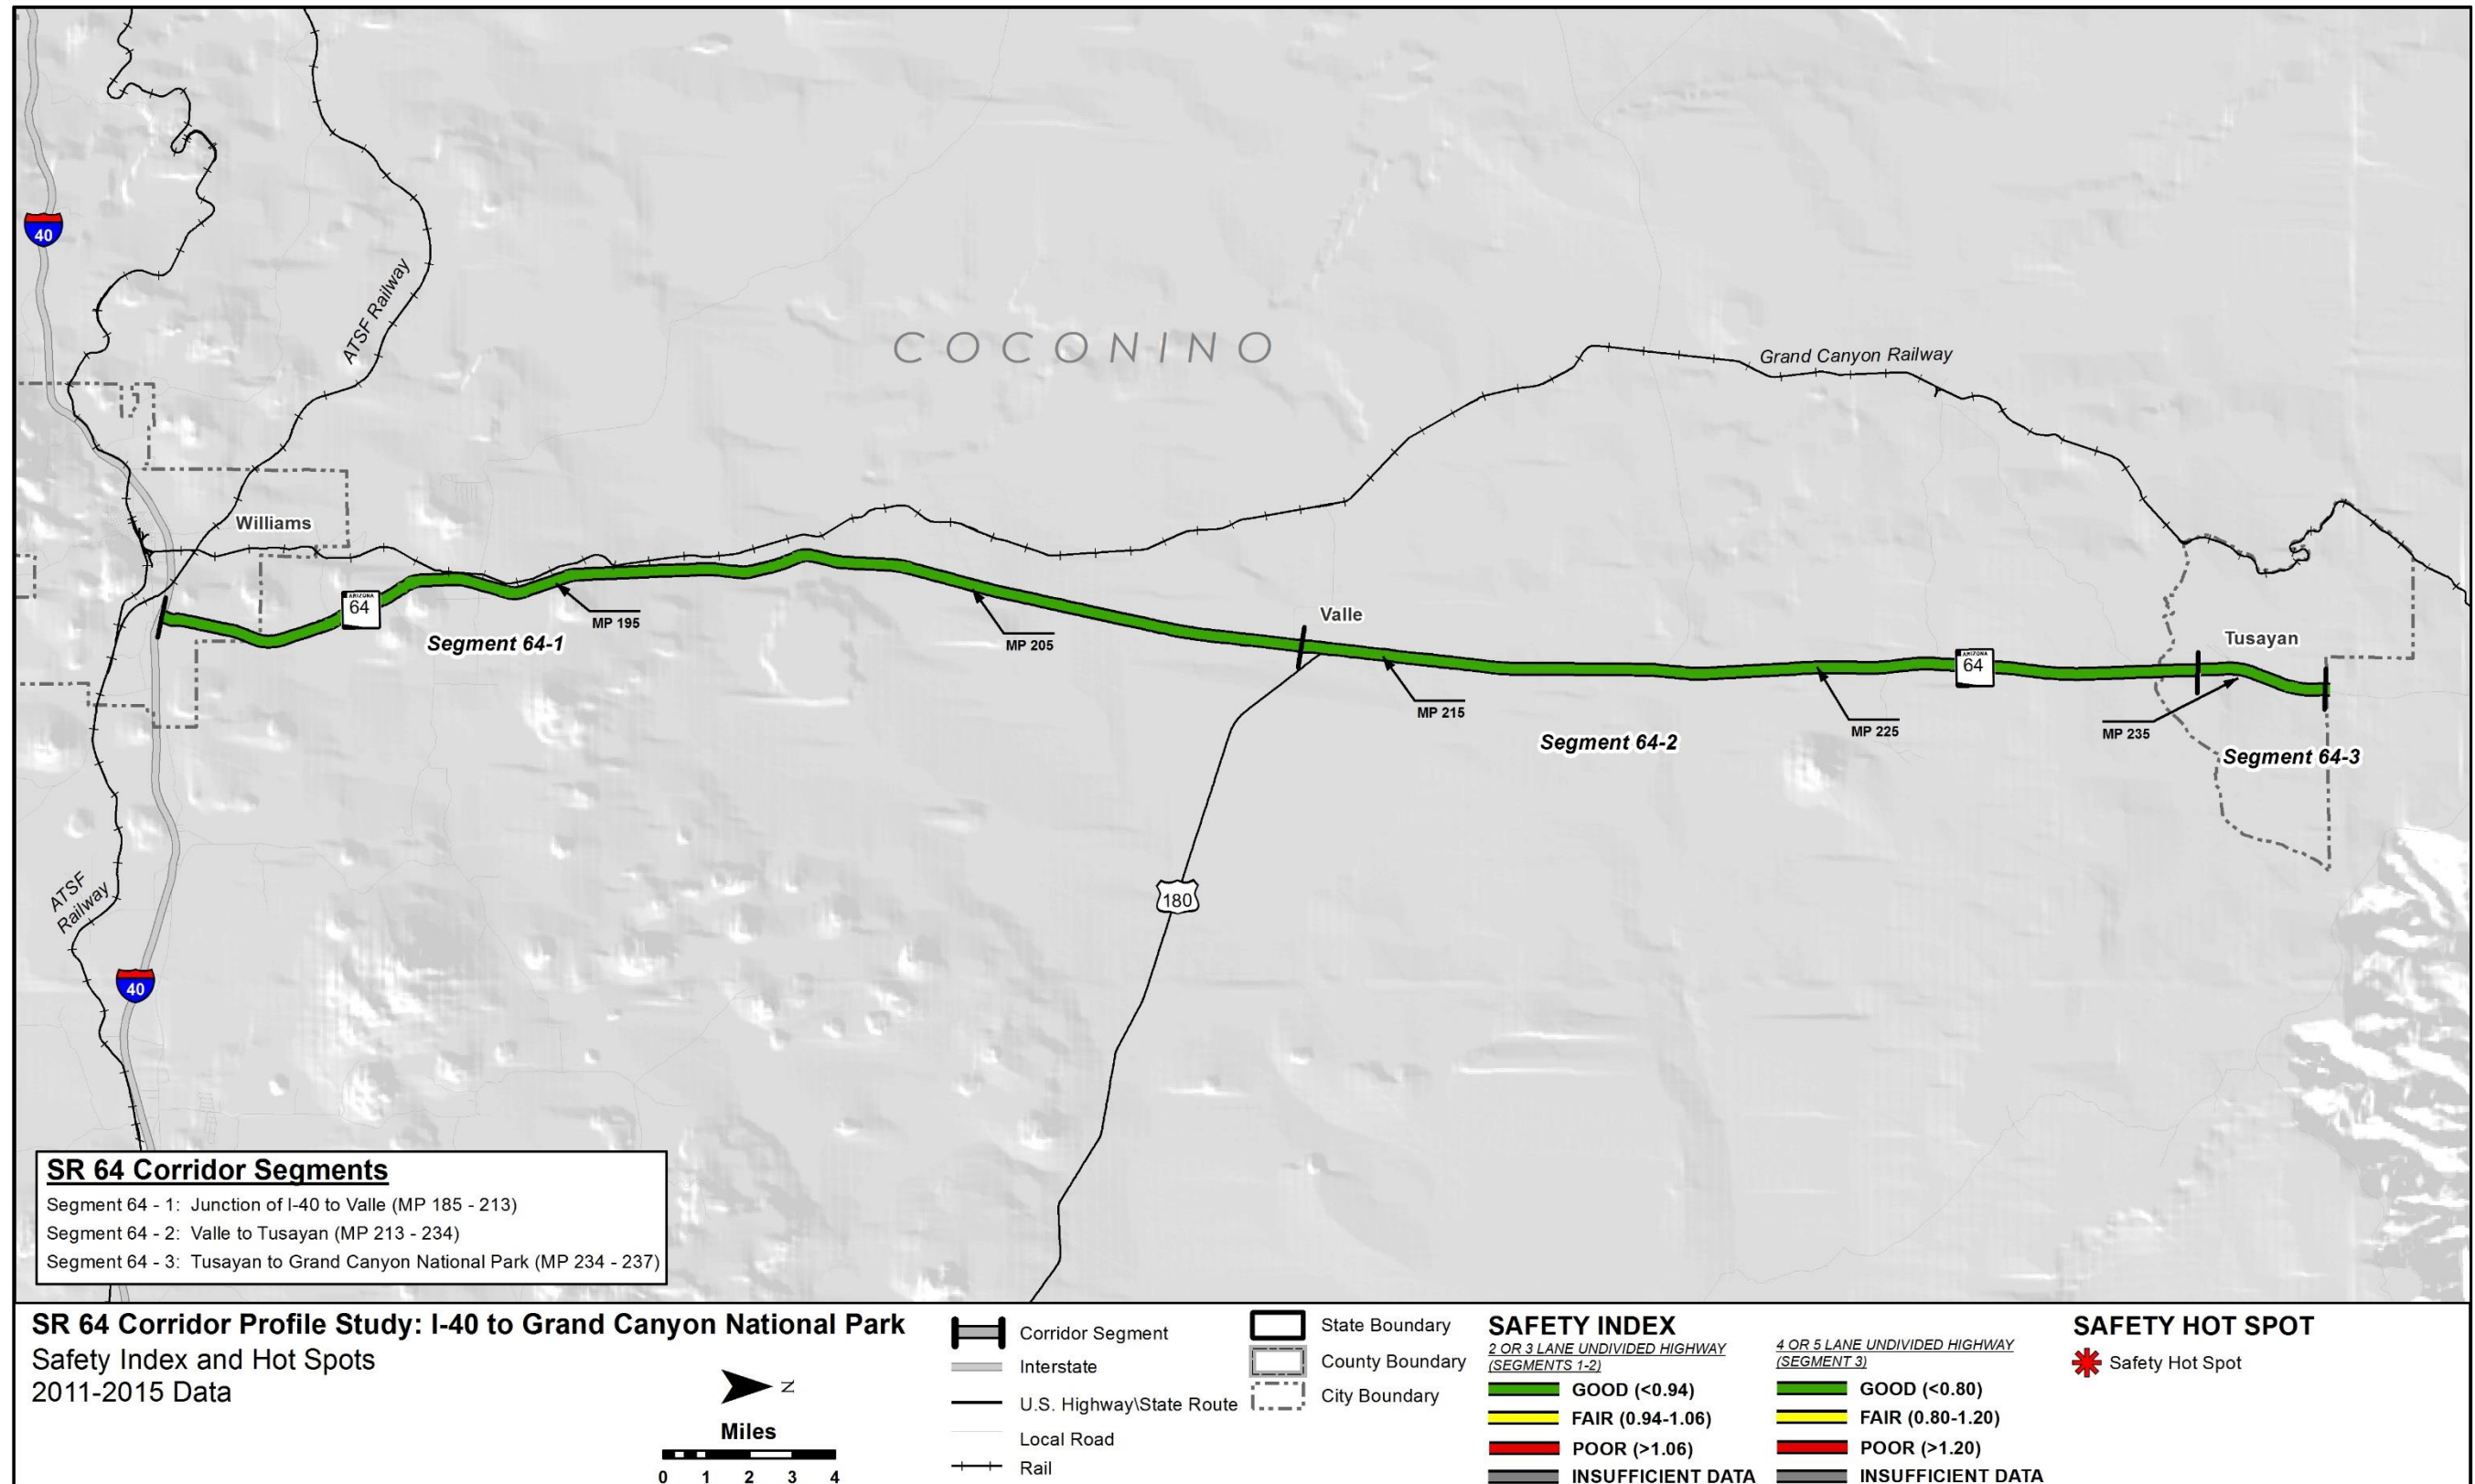 40
ATSF Railway
COCONINO
Grand Canyon Railway
Williams
ARIZONA
64
MP 195
Segment 64-1
MP 205
Valle
MP 215
Segment 64-2
MP 225
ARIZONA
64
Tusayan
MP 235
Segment 64-3
180
ATSF
Railway
40
SR 64 Corridor Segments
Segment 64 - 1: Junction of I-40 to Valle (MP 185 - 213)
Segment 64 - 2: Valle to Tusayan (MP 213 - 234)
Segment 64 - 3: Tusayan to Grand Canyon National Park (MP 234 - 237)
SR 64 Corridor Profile Study: I-40 to Grand Canyon National Park
Safety Index and Hot Spots
2011-2015 Data
N
Miles
0 1 2 3 4
Corridor Segment
Interstate
U.S. Highway\State Route
Local Road
Rail
State Boundary
County Boundary
City Boundary
SAFETY INDEX
2 OR 3 LANE UNDIVIDED HIGHWAY
(SEGMENTS 1-2)
GOOD (<0.94)
FAIR (0.94-1.06)
POOR (>1.06)
INSUFFICIENT DATA
4 OR 5 LANE UNDIVIDED HIGHWAY
(SEGMENT 3)
GOOD (<0.80)
FAIR (0.80-1.20)
POOR (>1.20)
INSUFFICIENT DATA
SAFETY HOT SPOT
Safety Hot Spot